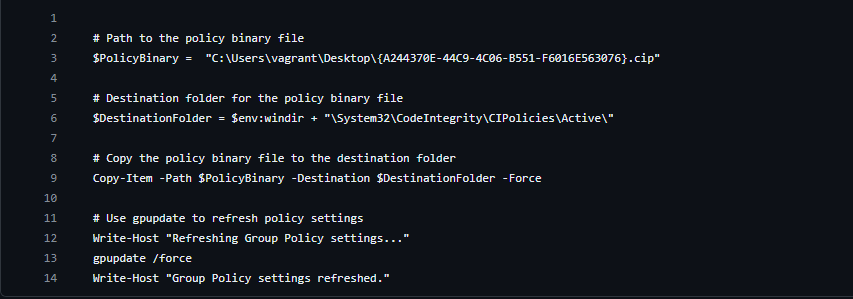 1
2 # Path to the policy binary file
3 $PolicyBinary =  "C:\Users\vagrant\Desktop\{A244370E-44C9-4C06-B551-F6016E563076}.cip"
4
5 # Destination folder for the policy binary file
6 $DestinationFolder = $env:windir + "\System32\CodeIntegrity\CIPolicies\Active\"
7
8 # Copy the policy binary file to the destination folder
9 Copy-Item -Path $PolicyBinary -Destination $DestinationFolder -Force
10
11 # Use gpupdate to refresh policy settings
12 Write-Host "Refreshing Group Policy settings..."
13 gpupdate /force
14 Write-Host "Group Policy settings refreshed."